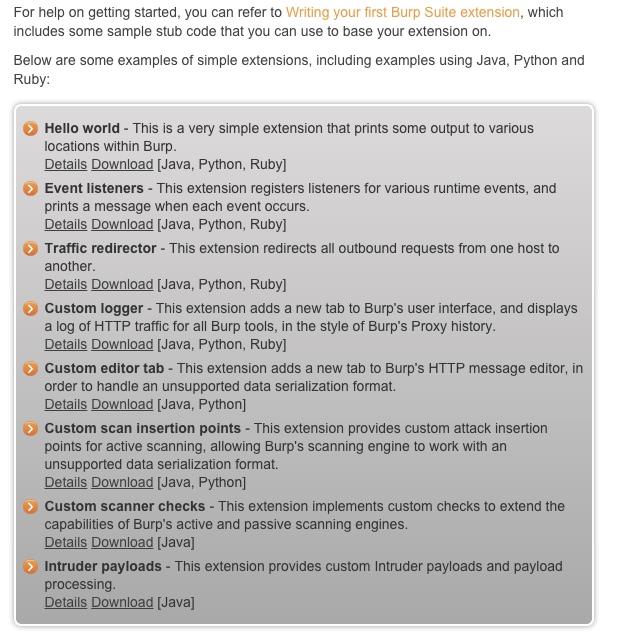 For help on getting started, you can refer to Writing your first Burp Suite extension, which
includes some sample stub code that you can use to base your extension on.
Below are some examples of simple extensions, including examples using Java, Python and
Ruby:
Hello world - This is a very simple extension that prints some output to various
locations within Burp.
Details Download [Java, Python, Ruby]
Event listeners - This extension registers listeners for various runtime events, and
prints a message when each event occurs.
Details Download [Java, Python, Ruby]
Traffic redirector - This extension redirects all outbound requests from one host to
another.
Details Download [Java, Python, Ruby]
Custom logger - This extension adds a new tab to Burp's user interface, and displays
a log of HTTP traffic for all Burp tools, in the style of Burp's Proxy history.
Details Download [Java, Python, Ruby]
Custom editor tab - This extension adds a new tab to Burp's HTTP message editor, in
order to handle an unsupported data serialization format.
Details Download [Java, Python]
Custom scan insertion points - This extension provides custom attack insertion
points for active scanning, allowing Burp's scanning engine to work with an
unsupported data serialization format.
Details Download [Java, Python]
Custom scanner checks - This extension implements custom checks to extend the
capabilities of Burp's active and passive scanning engines.
Details Download [Java]
Intruder payloads - This extension provides custom Intruder payloads and payload
processing.
Details Download [Java]